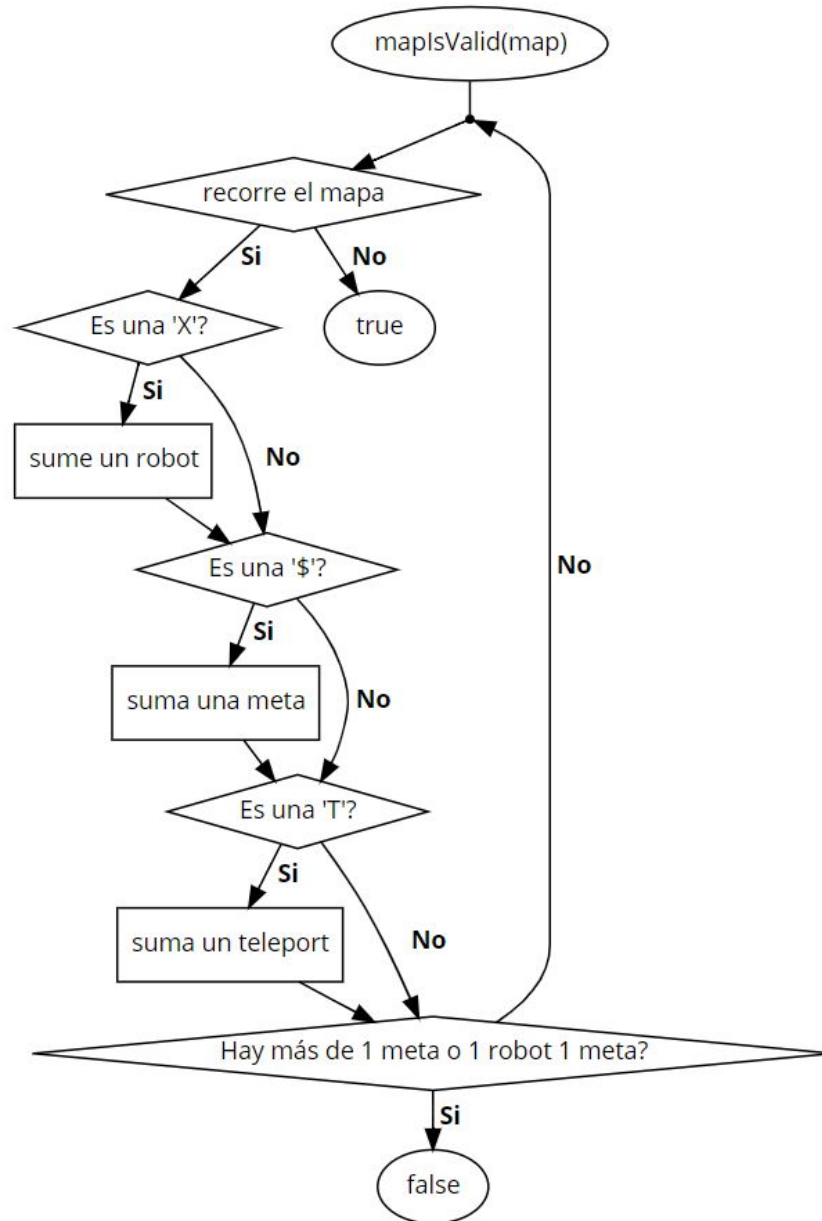 mapIsValid(map)
recorre el mapa
Si
No
Es una 'X'?
true
Si
sume un robot
No
Es una '$'?
No
Si
suma una meta
No
Es una 'T'?
Si
suma un teleport
No
Hay más de 1 meta o 1 robot 1 meta?
Si
false